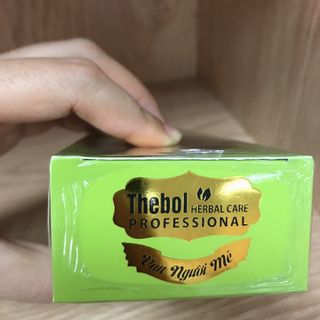 Thebol HERBAL CARE
PROFESSIONAL
Vạn Người Mê